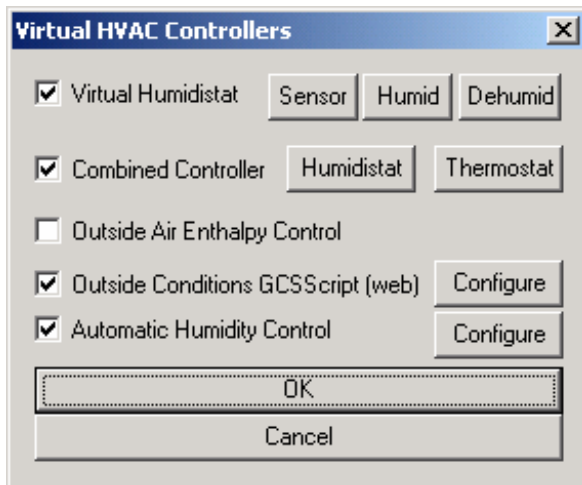 Virtual HVAC Controllers
Virtual Humidistat Sensor Humid Dehumid
Combined Controller Humidistat Thermostat
Outside Air Enthalpy Control
Outside Conditions GCSScript (web) Configure
Automatic Humidity Control Configure
OK
Cancel